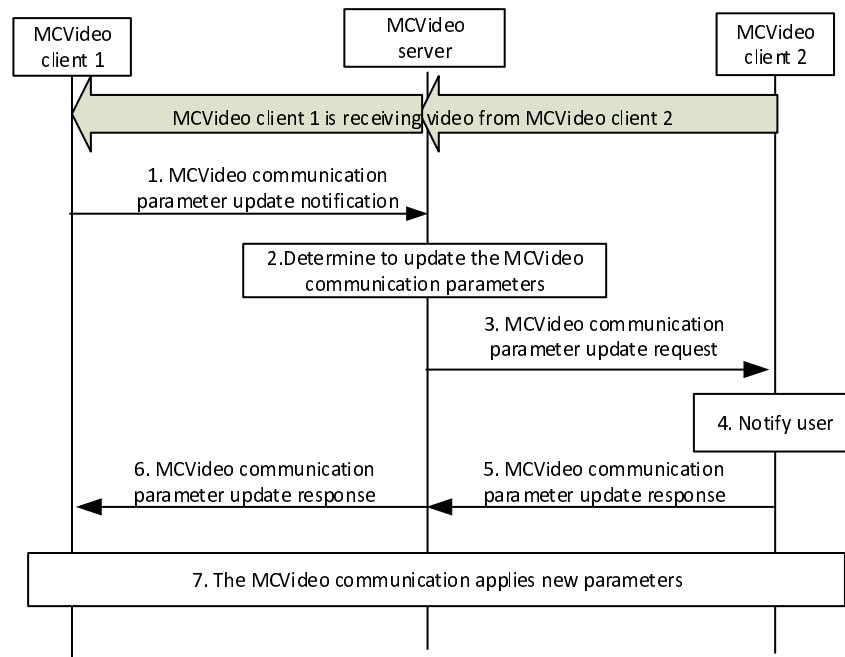 MCVideo
client 1
MCVideo
server
MCVideo
client 2
MCVideo client 1 is receiving video from MCVideo client 2
1. MCVideo communication
parameter update notification
2.Determine to update the MCVideo
communication parameters
3. MCVideo communication
parameter update request
4. Notify user
6. MCVideo communication
parameter update response
5. MCVideo communication
parameter update response
7. The MCVideo communication applies new parameters